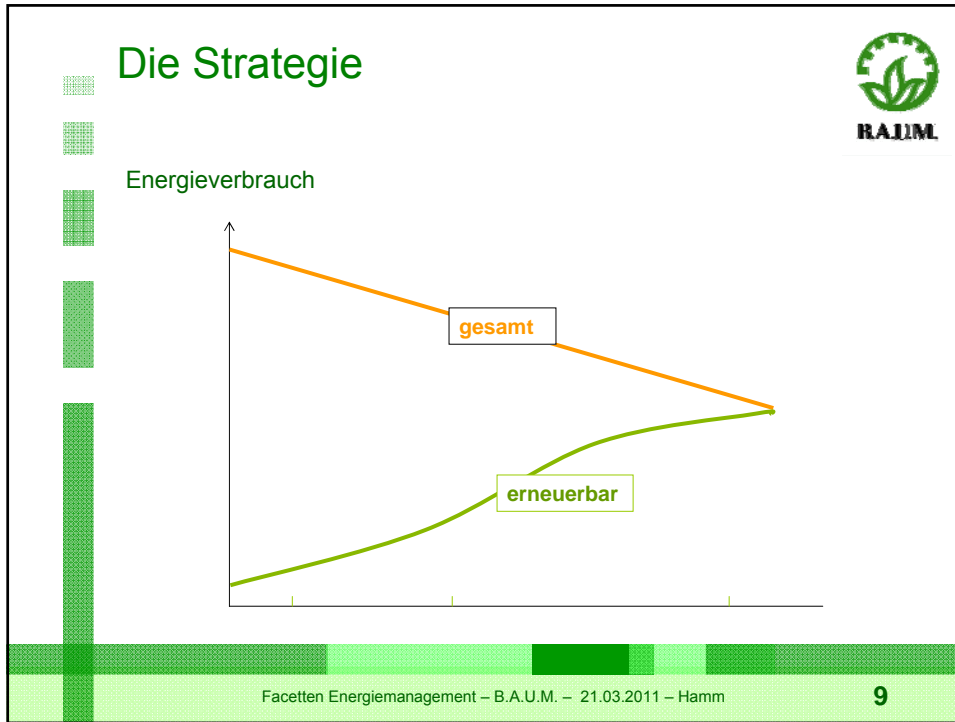 Die Strategie
B.A.U.M.
Energieverbrauch
gesamt
erneuerbar
Facetten Energiemanagement – B.A.U.M. – 21.03.2011 – Hamm
9